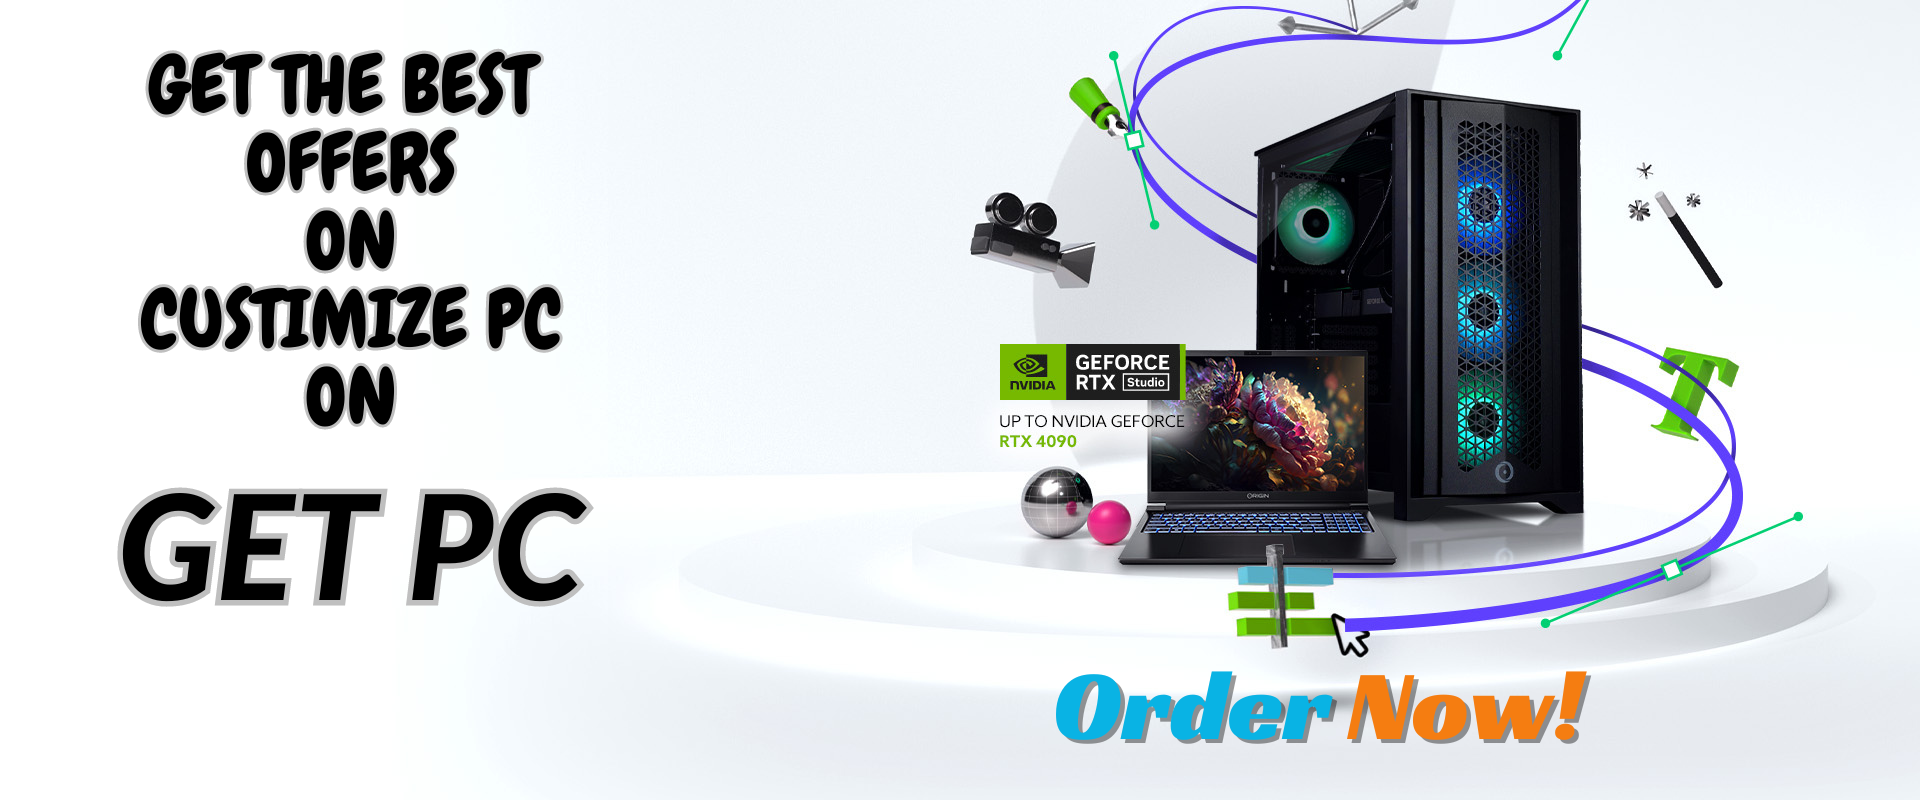 GET THE BEST
OFFERS
ON
CUSTIMIZE PC
ON
GET PC
NVIDIA
GEFORCE
RTX Studio
UP TO NVIDIA GEFORCE
RTX 4090
ORIGIN
T
Order Now!